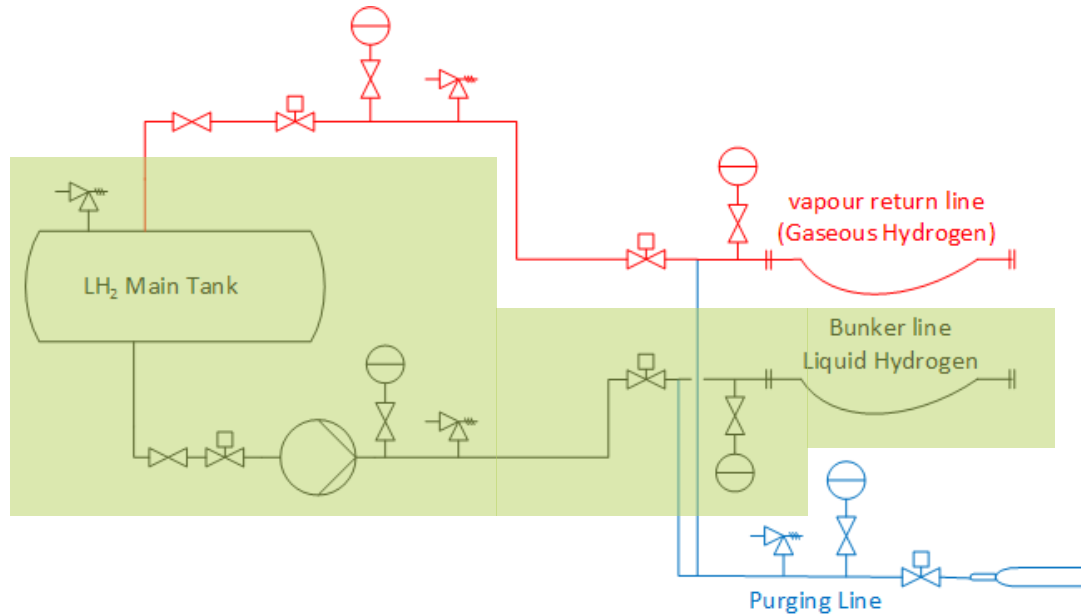 vapour return line
(Gaseous Hydrogen)
LH₂ Main Tank
Bunker line
Liquid Hydrogen
Purging Line